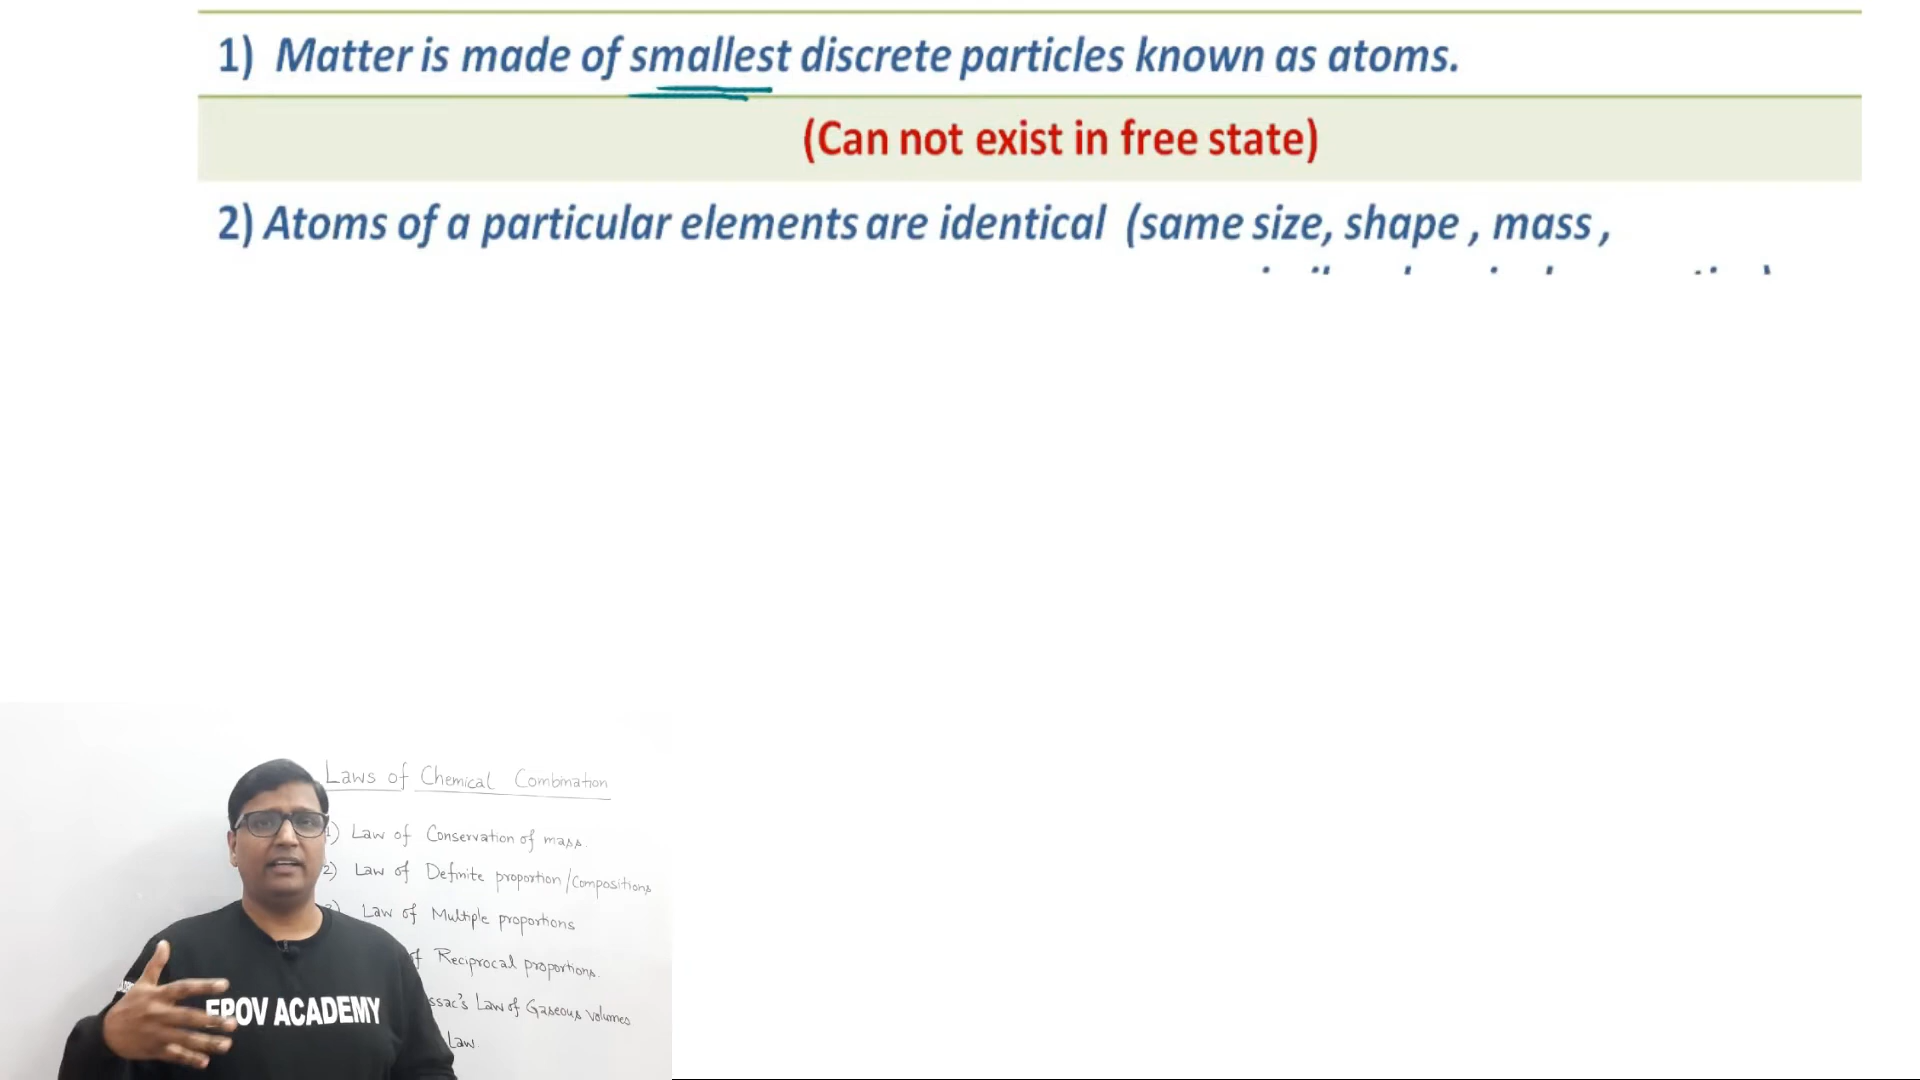 1) Matter is made of smallest discrete particles known as atoms.
(Can not exist in free state)
2) Atoms of a particular elements are identical (same size, shape , mass ,
Laws of Chemical Combination
1) Law of Conservation of mass.
2) Law of Definite proportion/Compositions
3) Law of Multiple proportions
of Reciprocal proportions.
ssac's Law of Gaseous volumes
Law.
EPOV ACADEMY